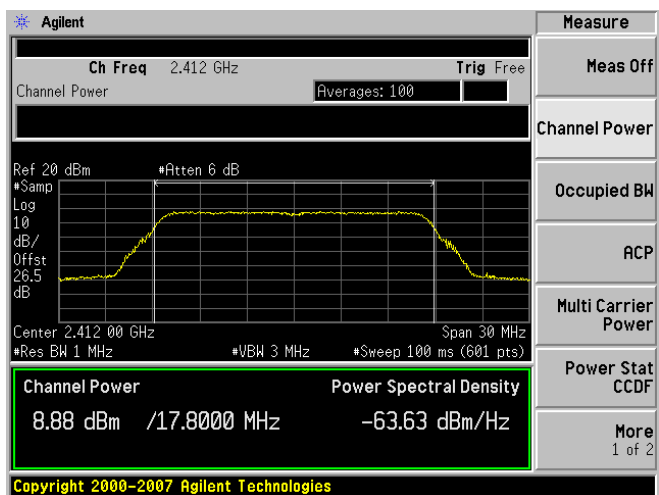 Agilent
Measure
Ch Freq 2.412 GHz Trig Free
Channel Power Averages: 100
Ref 20 dBm #Atten 6 dB
#Samp
Log
10
dB/
Offst
26.5
dB
Center 2.412 00 GHz Span 30 MHz
#Res BW 1 MHz #VBW 3 MHz #Sweep 100 ms (601 pts)
Channel Power Power Spectral Density
8.88 dBm /17.8000 MHz -63.63 dBm/Hz
Copyright 2000-2007 Agilent Technologies
Meas Off
Channel Power
Occupied BW
ACP
Multi Carrier
Power
Power Stat
CCDF
More
1 of 2